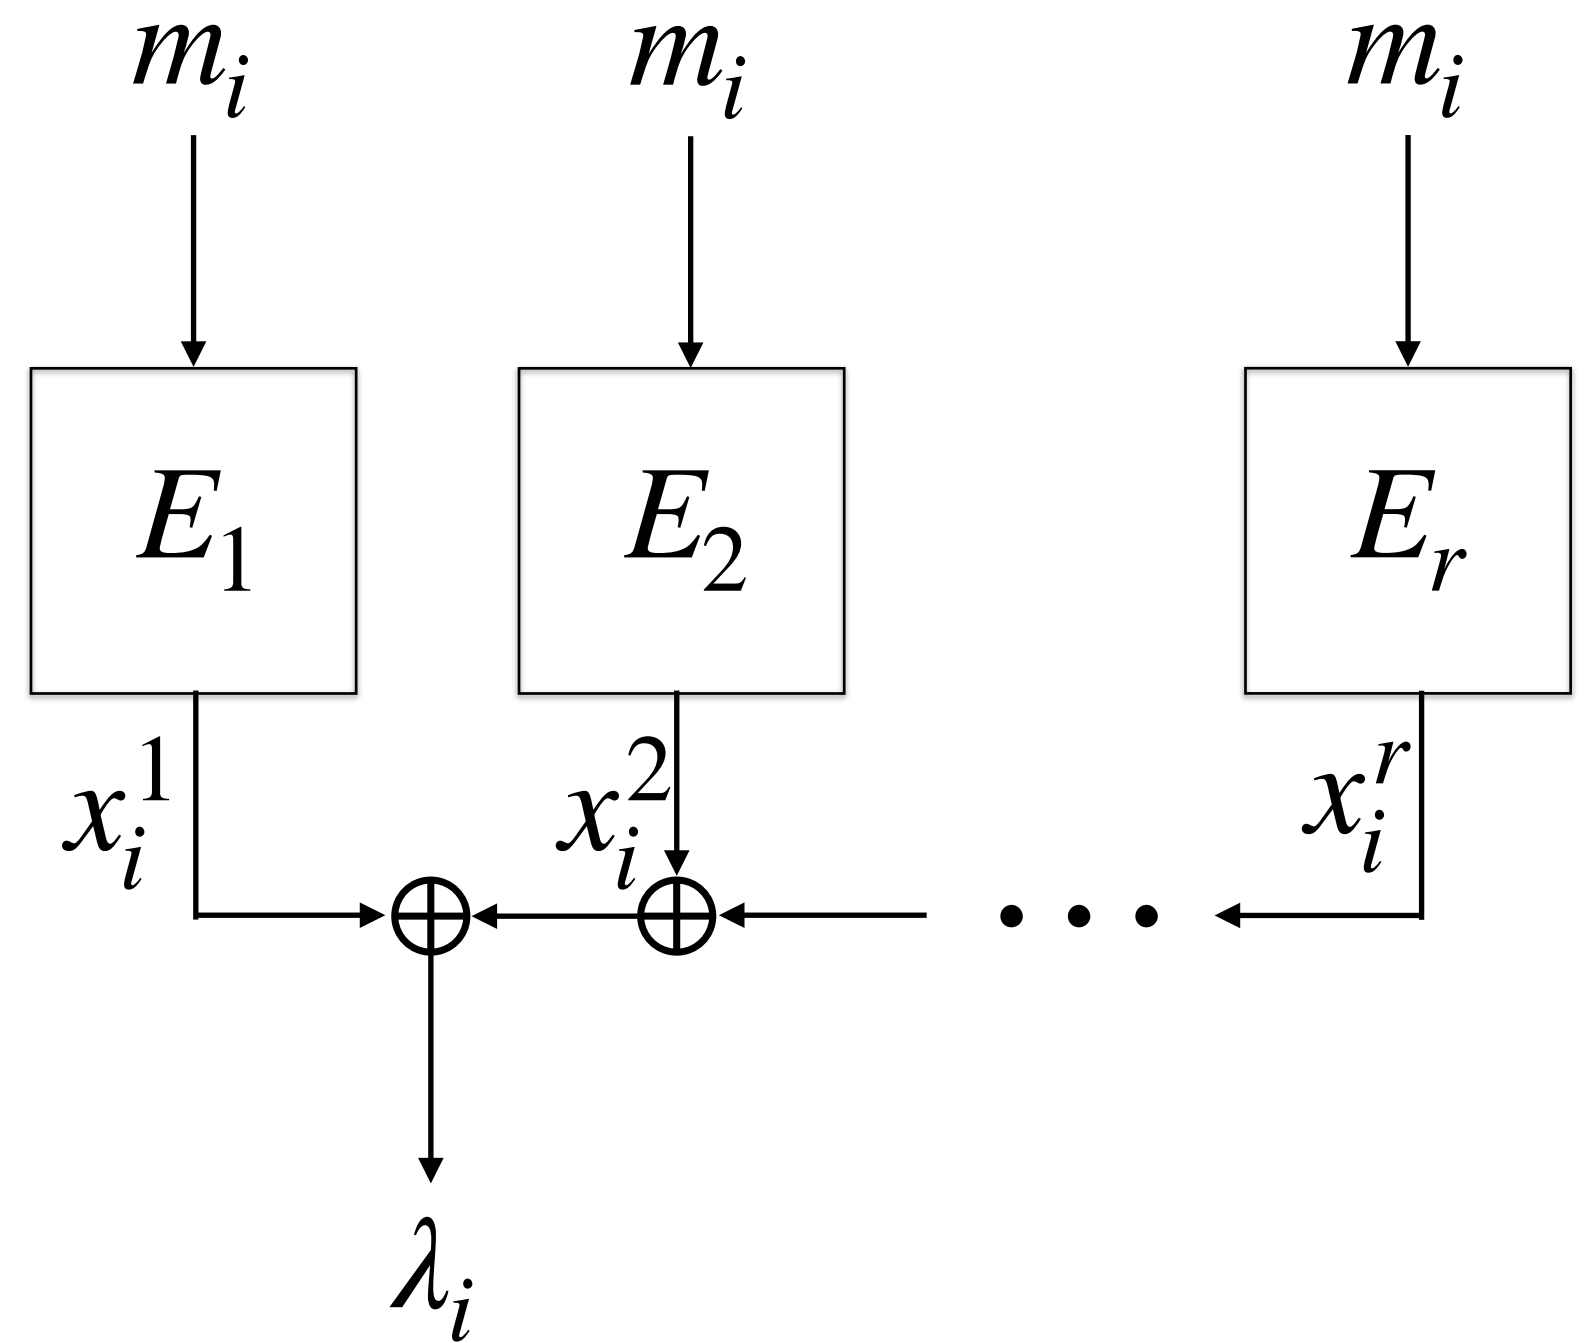 m_i m_i m_i
E_1 E_2 E_r
x_i^1 x_i^2 x_i^r
⊕ ⊕ • • •
λ_i